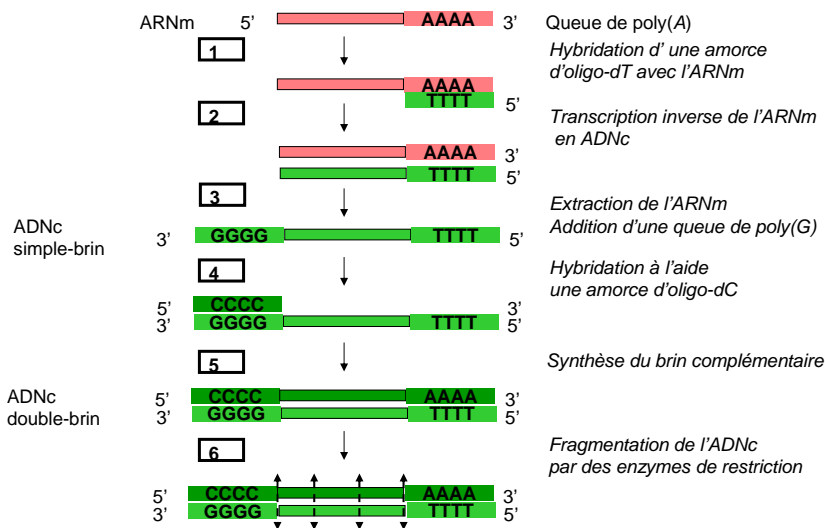 ARNm 5' 3' Queue de poly(A)
AAAA
1
Hybridation d' une amorce
d'oligo-dT avec l'ARNm
AAAA
TTTT
5'
2
Transcription inverse de l'ARNm
en ADNc
AAAA 3'
TTTT 5'
3
Extraction de l'ARNm
Addition d'une queue de poly(G)
ADNc
simple-brin
3' GGGG TTTT 5'
4
Hybridation à l'aide
une amorce d'oligo-dC
5' CCCC 3'
3' GGGG TTTT 5'
5
Synthèse du brin complémentaire
ADNc
double-brin
5' CCCC AAAA 3'
3' GGGG TTTT 5'
6
Fragmentation de l'ADNc
par des enzymes de restriction
5' CCCC AAAA 3'
3' GGGG TTTT 5'